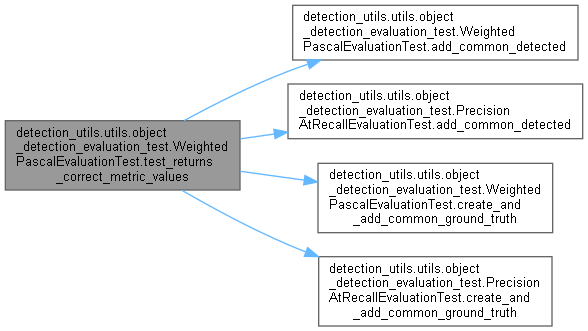 detection_utils.utils.object
_detection_evaluation_test.Weighted
PascalEvaluationTest.test_returns
_correct_metric_values
detection_utils.utils.object
_detection_evaluation_test.Weighted
PascalEvaluationTest.add_common_detected
detection_utils.utils.object
_detection_evaluation_test.Precision
AtRecallEvaluationTest.add_common_detected
detection_utils.utils.object
_detection_evaluation_test.Weighted
PascalEvaluationTest.create_and
_add_common_ground_truth
detection_utils.utils.object
_detection_evaluation_test.Precision
AtRecallEvaluationTest.create_and
_add_common_ground_truth